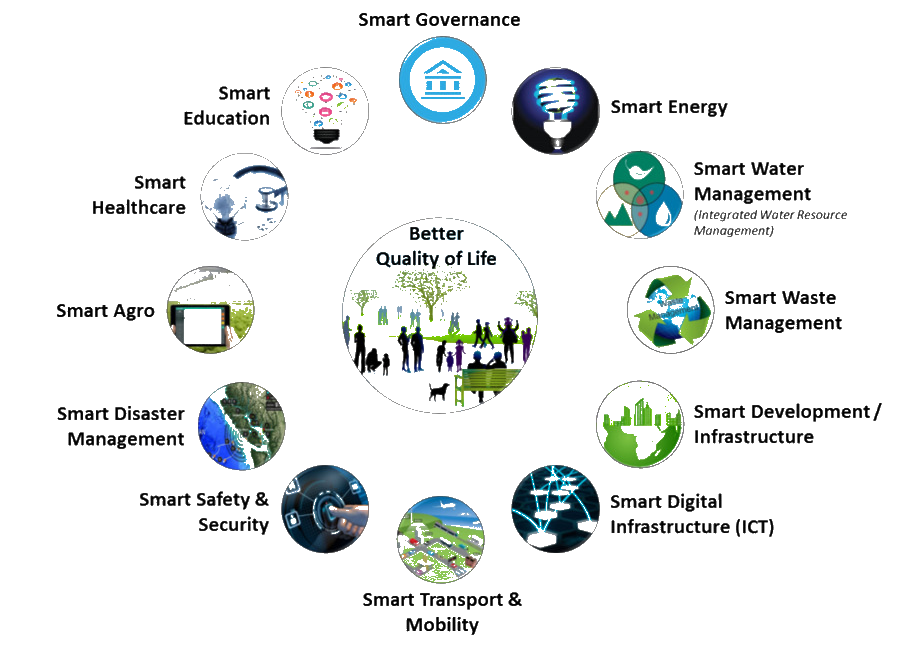 Smart Governance
Smart
Education
Smart Energy
Smart
Healthcare
Smart Water
Management
(Integrated Water Resource
Management)
Better
Quality of Life
Smart Agro
Smart Waste
Management
Waste
Management
Smart Disaster
Management
Smart Development /
Infrastructure
Smart Safety &
Security
Smart Digital
Infrastructure (ICT)
Smart Transport &
Mobility